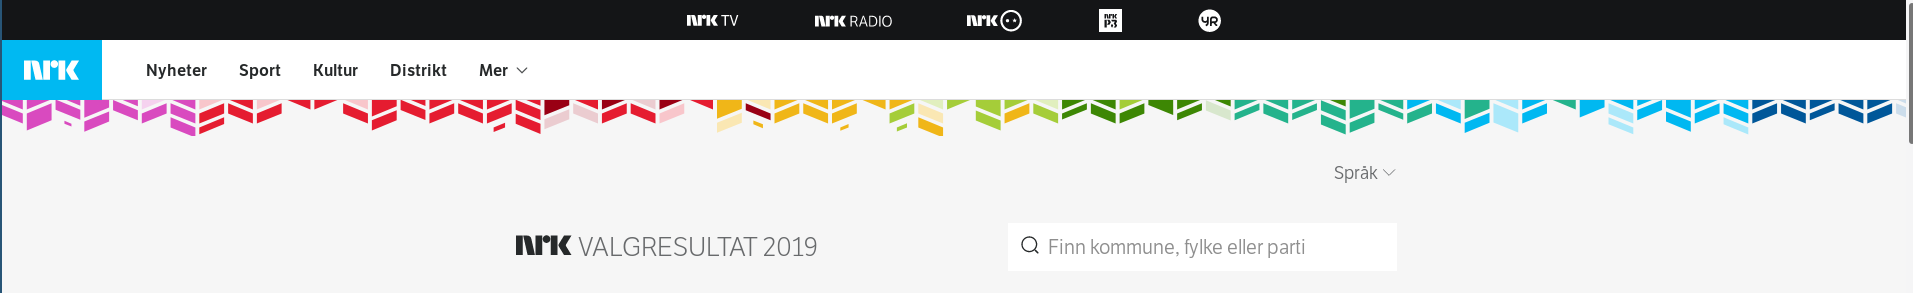 NRK TV NRK RADIO NRK NRK P3 YR
NRK Nyheter Sport Kultur Distrikt Mer
Språk
NRK VALGRESULTAT 2019 Finn kommune, fylke eller parti